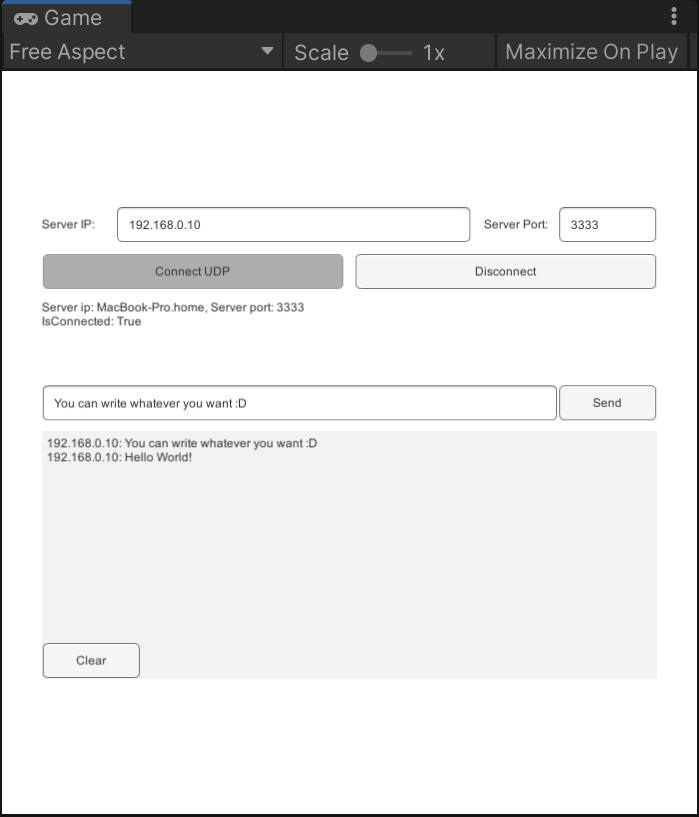 Game
Free Aspect Scale 1x Maximize On Play
Server IP: 192.168.0.10 Server Port: 3333
Connect UDP Disconnect
Server ip: MacBook-Pro.home, Server port: 3333
IsConnected: True
You can write whatever you want :D Send
192.168.0.10: You can write whatever you want :D
192.168.0.10: Hello World!
Clear